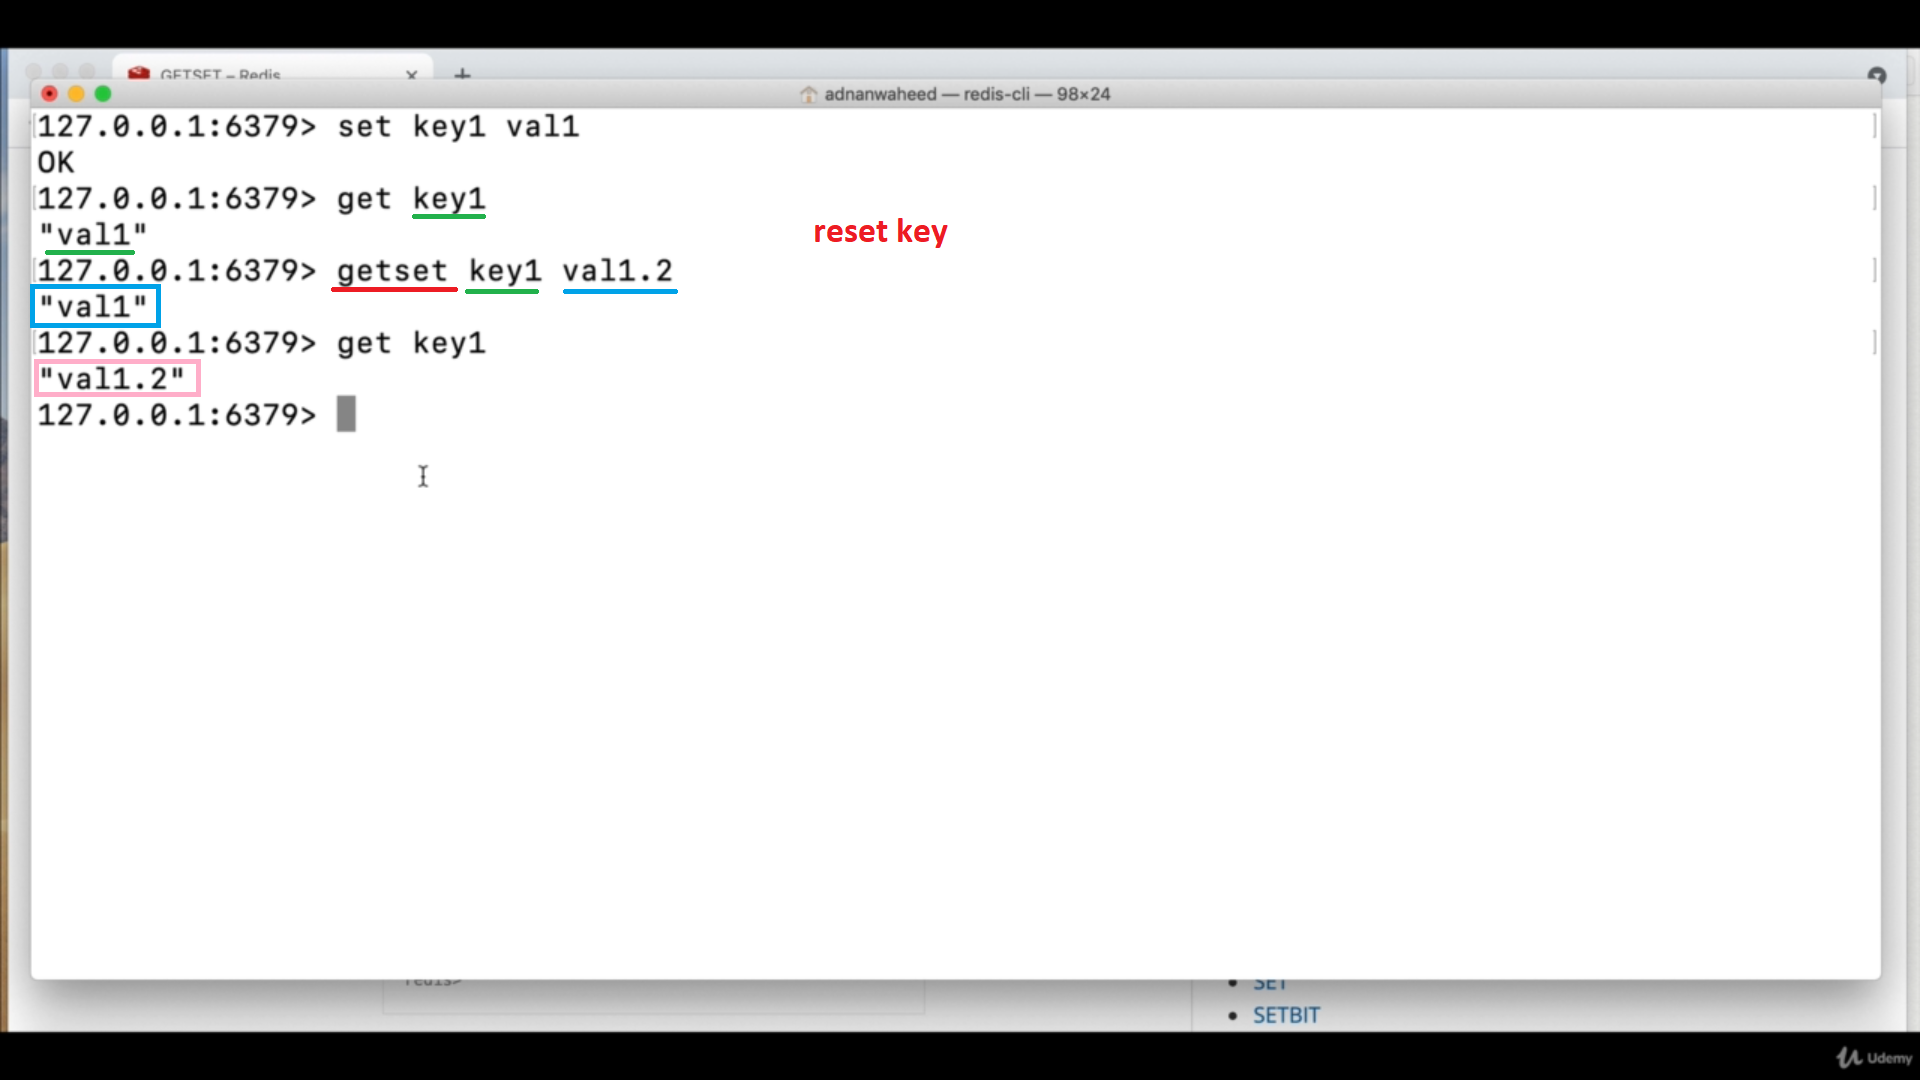 GETSET – Redis
adnanwaheed — redis-cli — 98×24
127.0.0.1:6379> set key1 val1
OK
127.0.0.1:6379> get key1
"val1"
reset key
127.0.0.1:6379> getset key1 val1.2
"val1"
127.0.0.1:6379> get key1
"val1.2"
127.0.0.1:6379>
redis>
SET
SETBIT
Udemy